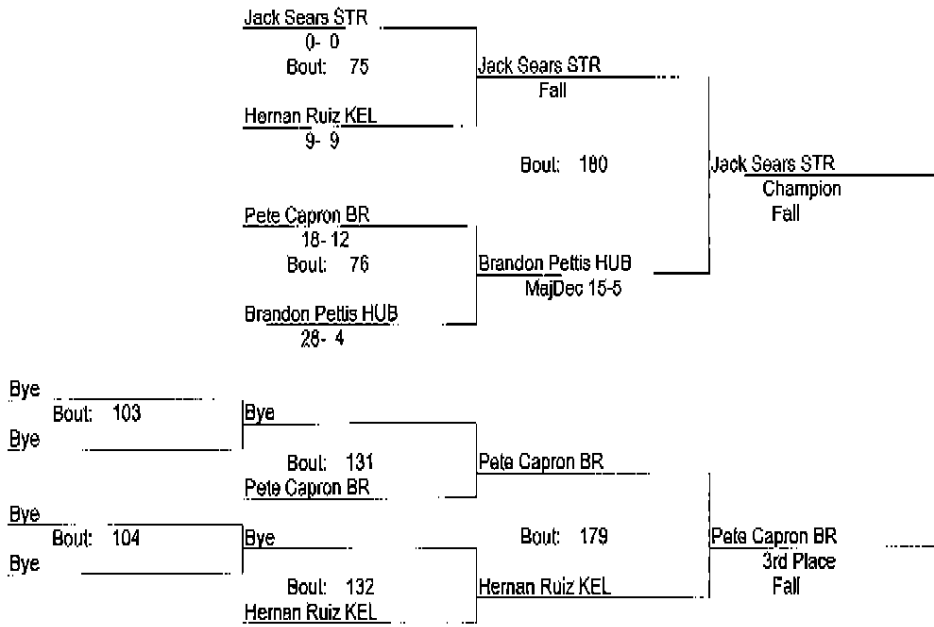 Jack Sears STR
0- 0
Bout: 75
Jack Sears STR
Fall
Hernan Ruiz KEL
9- 9
Bout: 180
Jack Sears STR
Champion
Fall
Pete Capron BR
18- 12
Bout: 76
Brandon Pettis HUB
MajDec 15-5
Brandon Pettis HUB
28- 4
Bye
Bout: 103
Bye
Bye
Bout: 131
Pete Capron BR
Pete Capron BR
Bye
Bout: 104
Bye
Bye
Bout: 179
Pete Capron BR
3rd Place
Fall
Bout: 132
Hernan Ruiz KEL
Hernan Ruiz KEL